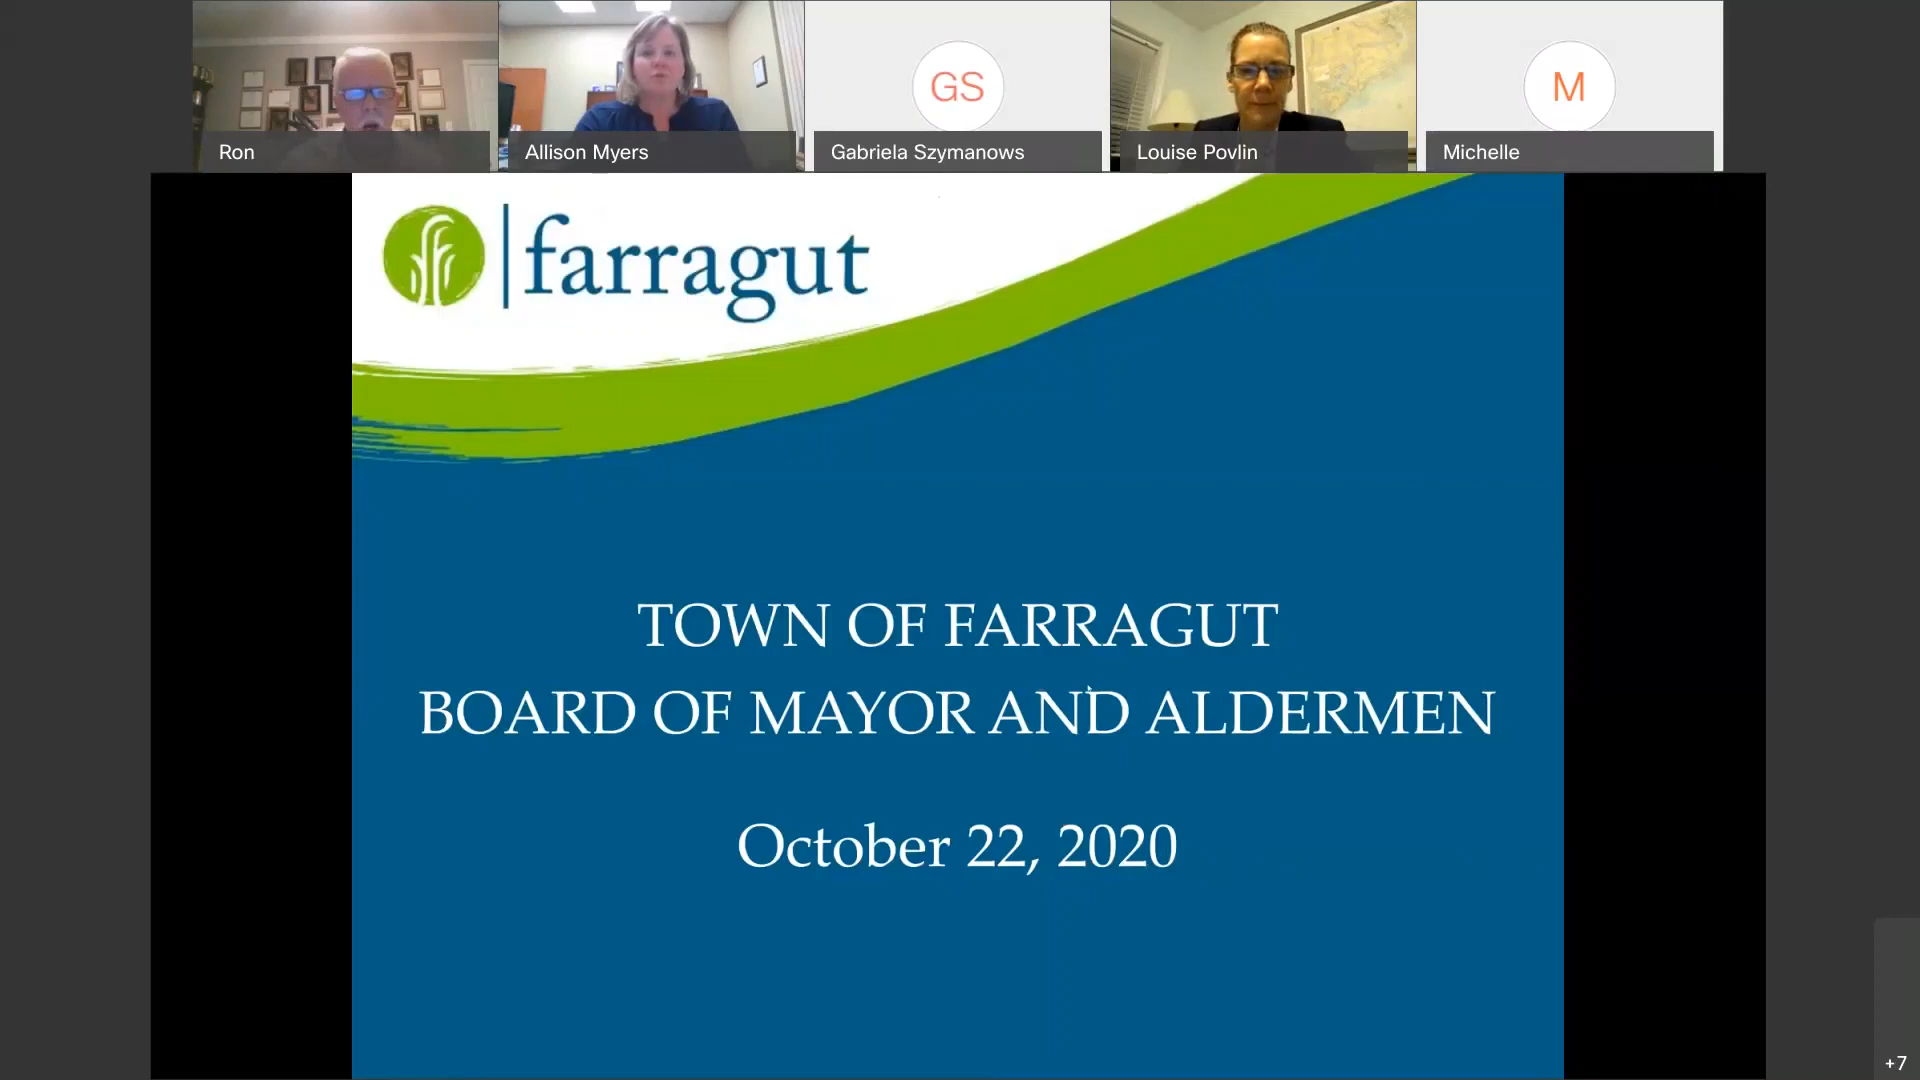 Ron
Allison Myers
GS
Gabriela Szymanows
Louise Povlin
M
Michelle
farragut
TOWN OF FARRAGUT
BOARD OF MAYOR AND ALDERMEN
October 22, 2020
+7